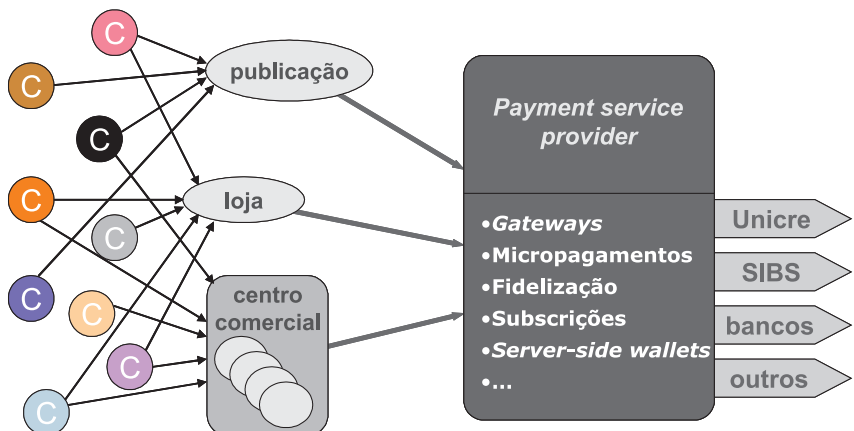 C
C
C
C
C
C
C
C
C
publicação
loja
centro
comercial
Payment service
provider
•Gateways
•Micropagamentos
•Fidelização
•Subscrições
•Server-side wallets
•...
Unicre
SIBS
bancos
outros